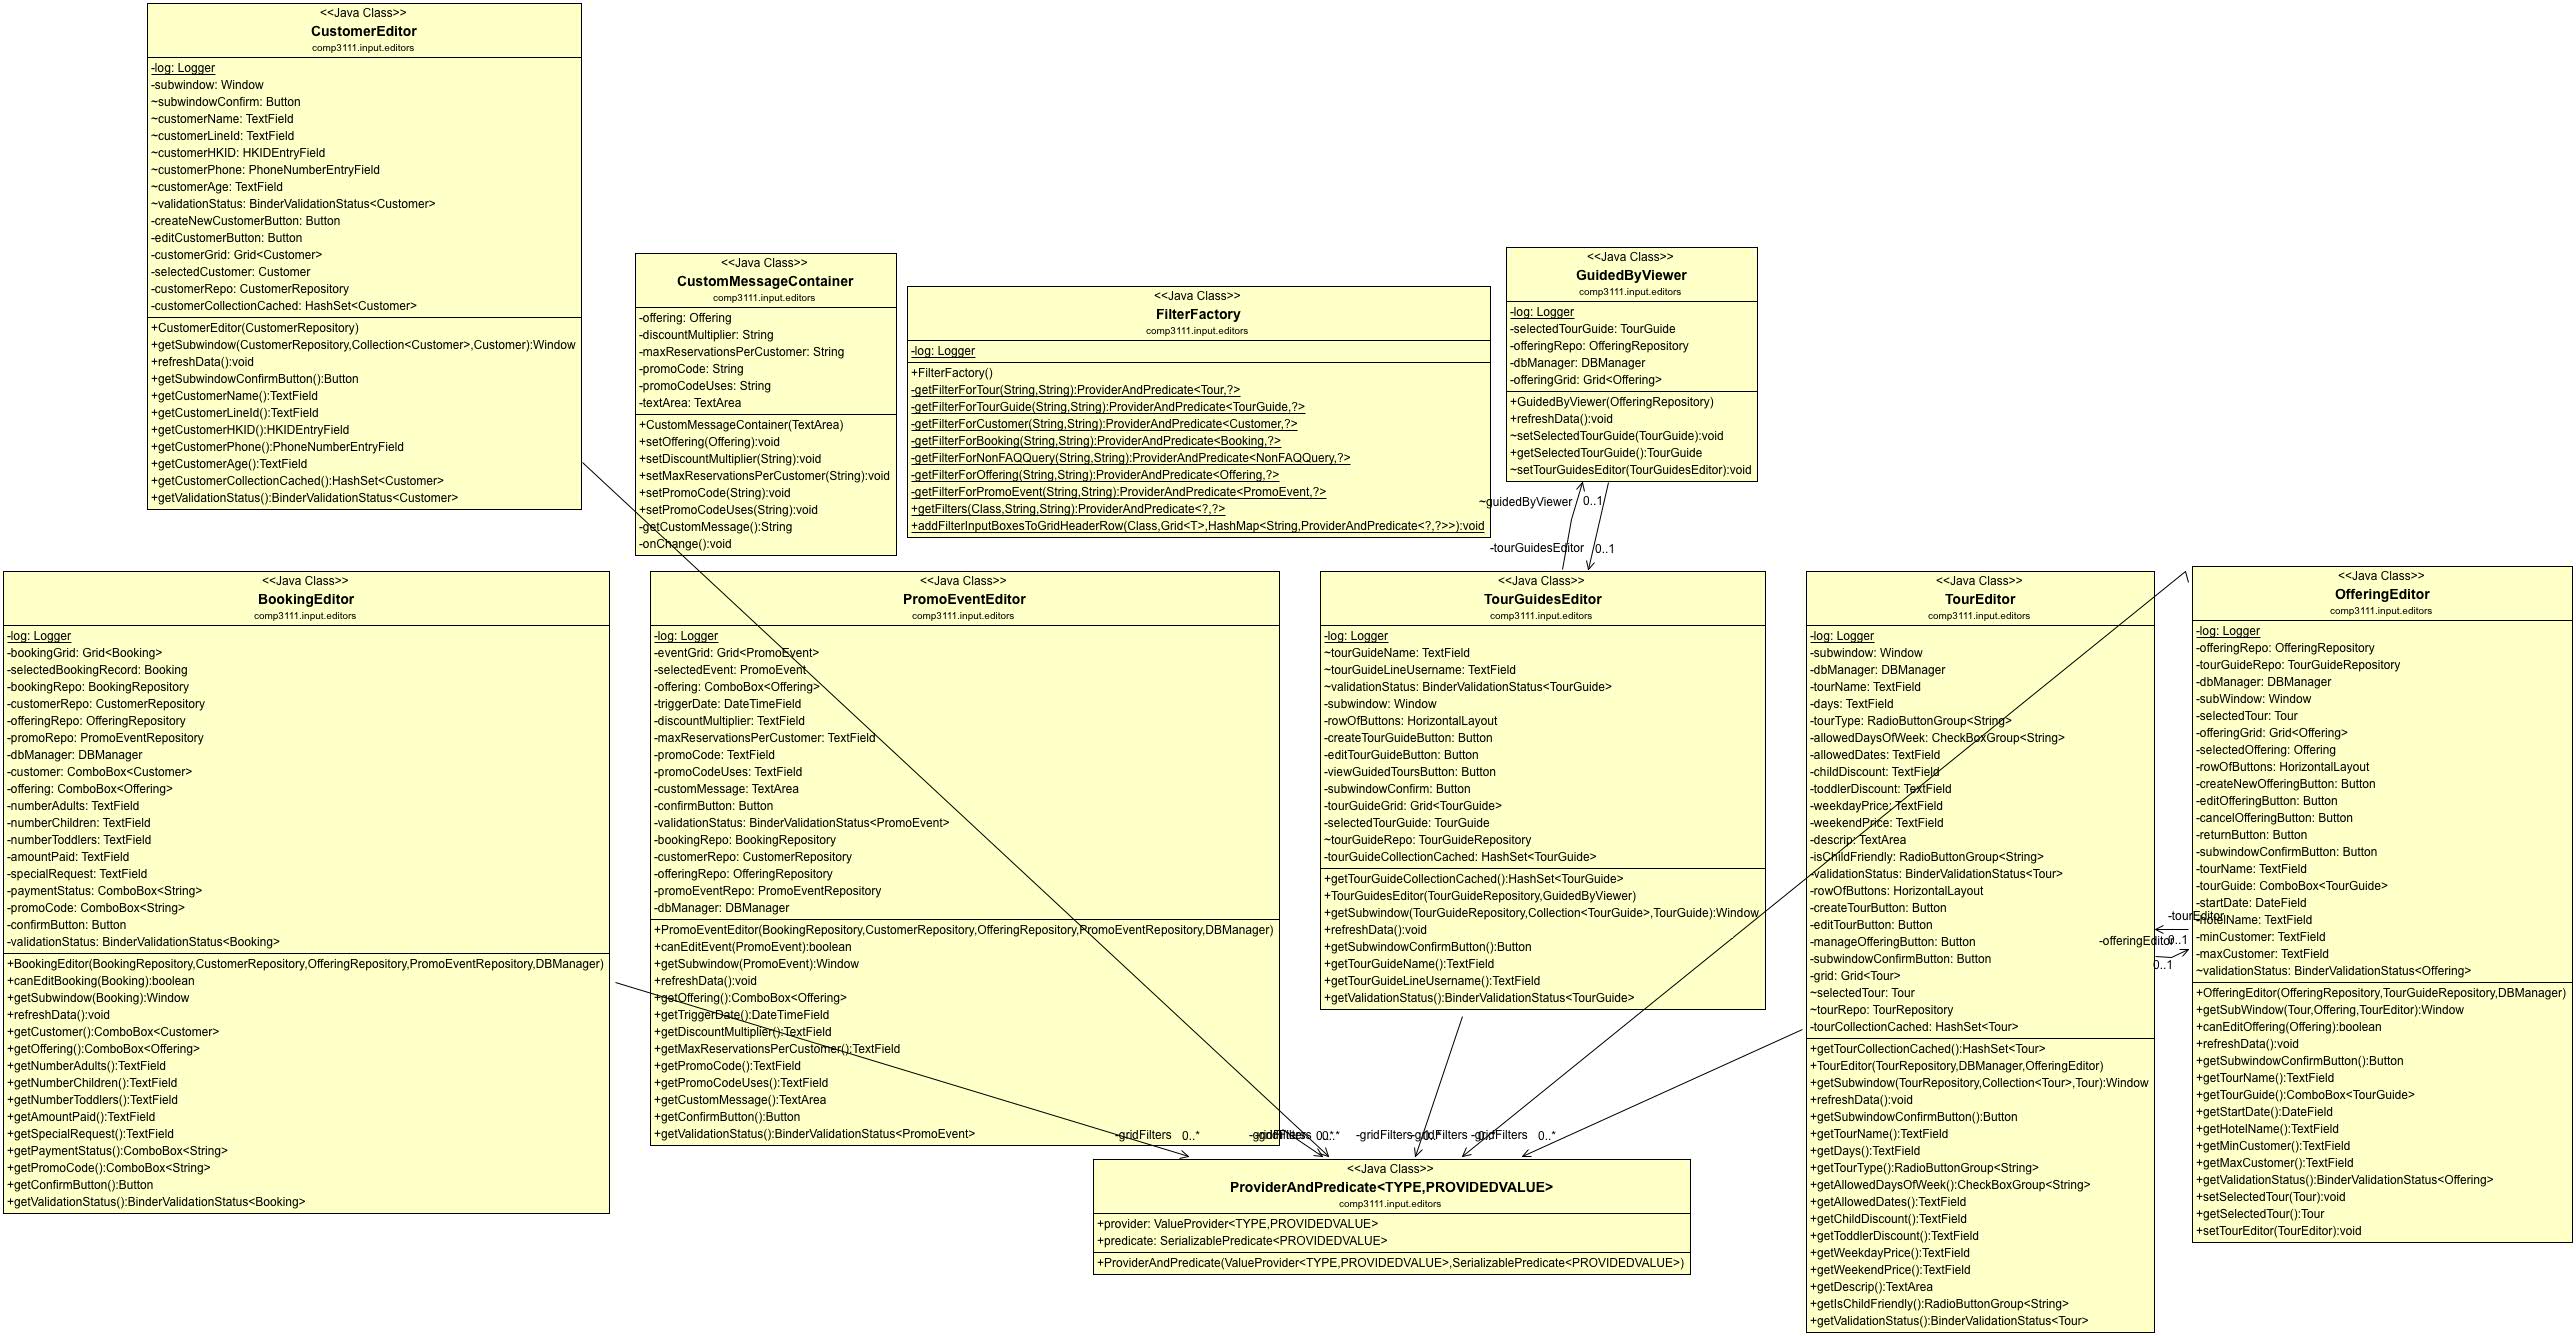 <<Java Class>>
CustomerEditor
comp3111.input.editors
-log: Logger
-subwindow: Window
~subwindowConfirm: Button
~customerName: TextField
~customerLineId: TextField
~customerHKID: HKIDEntryField
~customerPhone: PhoneNumberEntryField
~customerAge: TextField
~validationStatus: BinderValidationStatus<Customer>
-createNewCustomerButton: Button
-editCustomerButton: Button
-customerGrid: Grid<Customer>
-selectedCustomer: Customer
-customerRepo: CustomerRepository
-customerCollectionCached: HashSet<Customer>
+CustomerEditor(CustomerRepository)
+getSubwindow(CustomerRepository,Collection<Customer>,Customer):Window
+refreshData():void
+getSubwindowConfirmButton():Button
+getCustomerName():TextField
+getCustomerLineId():TextField
+getCustomerHKID():HKIDEntryField
+getCustomerPhone():PhoneNumberEntryField
+getCustomerAge():TextField
+getCustomerCollectionCached():HashSet<Customer>
+getValidationStatus():BinderValidationStatus<Customer>
<<Java Class>>
CustomMessageContainer
comp3111.input.editors
-offering: Offering
-discountMultiplier: String
-maxReservationsPerCustomer: String
-promoCode: String
-promoCodeUses: String
-textArea: TextArea
+CustomMessageContainer(TextArea)
+setOffering(Offering):void
+setDiscountMultiplier(String):void
+setMaxReservationsPerCustomer(String):void
+setPromoCode(String):void
+setPromoCodeUses(String):void
-getCustomMessage():String
-onChange():void
<<Java Class>>
FilterFactory
comp3111.input.editors
-log: Logger
+FilterFactory()
-getFilterForTour(String,String):ProviderAndPredicate<Tour,?>
-getFilterForTourGuide(String,String):ProviderAndPredicate<TourGuide,?>
-getFilterForCustomer(String,String):ProviderAndPredicate<Customer,?>
-getFilterForBooking(String,String):ProviderAndPredicate<Booking,?>
-getFilterForNonFAQQuery(String,String):ProviderAndPredicate<NonFAQQuery,?>
-getFilterForOffering(String,String):ProviderAndPredicate<Offering,?>
-getFilterForPromoEvent(String,String):ProviderAndPredicate<PromoEvent,?>
+getFilters(Class,String,String):ProviderAndPredicate<?,?>
+addFilterInputBoxesToGridHeaderRow(Class,Grid<T>,HashMap<String,ProviderAndPredicate<?,?>>):void
<<Java Class>>
GuidedByViewer
comp3111.input.editors
-log: Logger
-selectedTourGuide: TourGuide
-offeringRepo: OfferingRepository
-dbManager: DBManager
-offeringGrid: Grid<Offering>
+GuidedByViewer(OfferingRepository)
+refreshData():void
~setSelectedTourGuide(TourGuide):void
+getSelectedTourGuide():TourGuide
~setTourGuidesEditor(TourGuidesEditor):void
~guidedByViewer 0..1
-tourGuidesEditor 0..1
<<Java Class>>
BookingEditor
comp3111.input.editors
-log: Logger
-bookingGrid: Grid<Booking>
-selectedBookingRecord: Booking
-bookingRepo: BookingRepository
-customerRepo: CustomerRepository
-offeringRepo: OfferingRepository
-promoRepo: PromoEventRepository
-dbManager: DBManager
-customer: ComboBox<Customer>
-offering: ComboBox<Offering>
-numberAdults: TextField
-numberChildren: TextField
-numberToddlers: TextField
-amountPaid: TextField
-specialRequest: TextField
-paymentStatus: ComboBox<String>
-promoCode: ComboBox<String>
-confirmButton: Button
-validationStatus: BinderValidationStatus<Booking>
+BookingEditor(BookingRepository,CustomerRepository,OfferingRepository,PromoEventRepository,DBManager)
+canEditBooking(Booking):boolean
+getSubwindow(Booking):Window
+refreshData():void
+getCustomer():ComboBox<Customer>
+getOffering():ComboBox<Offering>
+getNumberAdults():TextField
+getNumberChildren():TextField
+getNumberToddlers():TextField
+getAmountPaid():TextField
+getSpecialRequest():TextField
+getPaymentStatus():ComboBox<String>
+getPromoCode():ComboBox<String>
+getConfirmButton():Button
+getValidationStatus():BinderValidationStatus<Booking>
<<Java Class>>
PromoEventEditor
comp3111.input.editors
-log: Logger
-eventGrid: Grid<PromoEvent>
-selectedEvent: PromoEvent
-offering: ComboBox<Offering>
-triggerDate: DateTimeField
-discountMultiplier: TextField
-maxReservationsPerCustomer: TextField
-promoCode: TextField
-promoCodeUses: TextField
-customMessage: TextArea
-confirmButton: Button
-validationStatus: BinderValidationStatus<PromoEvent>
-bookingRepo: BookingRepository
-customerRepo: CustomerRepository
-offeringRepo: OfferingRepository
-promoEventRepo: PromoEventRepository
-dbManager: DBManager
+PromoEventEditor(BookingRepository,CustomerRepository,OfferingRepository,PromoEventRepository,DBManager)
+canEditEvent(PromoEvent):boolean
+getSubwindow(PromoEvent):Window
+refreshData():void
+getOffering():ComboBox<Offering>
+getTriggerDate():DateTimeField
+getDiscountMultiplier():TextField
+getMaxReservationsPerCustomer():TextField
+getPromoCode():TextField
+getPromoCodeUses():TextField
+getCustomMessage():TextArea
+getConfirmButton():Button
+getValidationStatus():BinderValidationStatus<PromoEvent>
<<Java Class>>
TourGuidesEditor
comp3111.input.editors
-log: Logger
~tourGuideName: TextField
~tourGuideLineUsername: TextField
~validationStatus: BinderValidationStatus<TourGuide>
-subwindow: Window
-rowOfButtons: HorizontalLayout
-createTourGuideButton: Button
-editTourGuideButton: Button
-viewGuidedToursButton: Button
-subwindowConfirm: Button
-tourGuideGrid: Grid<TourGuide>
-selectedTourGuide: TourGuide
~tourGuideRepo: TourGuideRepository
-tourGuideCollectionCached: HashSet<TourGuide>
+getTourGuideCollectionCached():HashSet<TourGuide>
+TourGuidesEditor(TourGuideRepository,GuidedByViewer)
+getSubwindow(TourGuideRepository,Collection<TourGuide>,TourGuide):Window
+refreshData():void
+getSubwindowConfirmButton():Button
+getTourGuideName():TextField
+getTourGuideLineUsername():TextField
+getValidationStatus():BinderValidationStatus<TourGuide>
<<Java Class>>
TourEditor
comp3111.input.editors
-log: Logger
-subwindow: Window
-dbManager: DBManager
-tourName: TextField
-days: TextField
-tourType: RadioButtonGroup<String>
-allowedDaysOfWeek: CheckBoxGroup<String>
-allowedDates: TextField
-childDiscount: TextField
-toddlerDiscount: TextField
-weekdayPrice: TextField
-weekendPrice: TextField
-descrip: TextArea
-isChildFriendly: RadioButtonGroup<String>
-validationStatus: BinderValidationStatus<Tour>
-rowOfButtons: HorizontalLayout
-createTourButton: Button
-editTourButton: Button
-manageOfferingButton: Button
-subwindowConfirmButton: Button
-grid: Grid<Tour>
~selectedTour: Tour
~tourRepo: TourRepository
-tourCollectionCached: HashSet<Tour>
+getTourCollectionCached():HashSet<Tour>
+TourEditor(TourRepository,DBManager,OfferingEditor)
+getSubwindow(TourRepository,Collection<Tour>,Tour):Window
+refreshData():void
+getSubwindowConfirmButton():Button
+getTourName():TextField
+getDays():TextField
+getTourType():RadioButtonGroup<String>
+getAllowedDaysOfWeek():CheckBoxGroup<String>
+getAllowedDates():TextField
+getChildDiscount():TextField
+getToddlerDiscount():TextField
+getWeekdayPrice():TextField
+getWeekendPrice():TextField
+getDescrip():TextArea
+getIsChildFriendly():RadioButtonGroup<String>
+getValidationStatus():BinderValidationStatus<Tour>
-tourEditor
0..1
-offeringEditor
0..1
<<Java Class>>
OfferingEditor
comp3111.input.editors
-log: Logger
-offeringRepo: OfferingRepository
-tourGuideRepo: TourGuideRepository
-dbManager: DBManager
-subWindow: Window
-selectedTour: Tour
-offeringGrid: Grid<Offering>
-selectedOffering: Offering
-rowOfButtons: HorizontalLayout
-createNewOfferingButton: Button
-editOfferingButton: Button
-cancelOfferingButton: Button
-returnButton: Button
-subwindowConfirmButton: Button
-tourName: TextField
-tourGuide: ComboBox<TourGuide>
-startDate: DateField
-hotelName: TextField
-minCustomer: TextField
-maxCustomer: TextField
~validationStatus: BinderValidationStatus<Offering>
+OfferingEditor(OfferingRepository,TourGuideRepository,DBManager)
+getSubWindow(Tour,Offering,TourEditor):Window
+canEditOffering(Offering):boolean
+refreshData():void
+getSubwindowConfirmButton():Button
+getTourName():TextField
+getTourGuide():ComboBox<TourGuide>
+getStartDate():DateField
+getHotelName():TextField
+getMinCustomer():TextField
+getMaxCustomer():TextField
+getValidationStatus():BinderValidationStatus<Offering>
+setSelectedTour(Tour):void
+getSelectedTour():Tour
+setTourEditor(TourEditor):void
-gridFilters 0..*
-gridFilters 0..*
-gridFilters 0..*
-gridFilters
-gridFilters 0..*
<<Java Class>>
ProviderAndPredicate<TYPE,PROVIDEDVALUE>
comp3111.input.editors
+provider: ValueProvider<TYPE,PROVIDEDVALUE>
+predicate: SerializablePredicate<PROVIDEDVALUE>
+ProviderAndPredicate(ValueProvider<TYPE,PROVIDEDVALUE>,SerializablePredicate<PROVIDEDVALUE>)